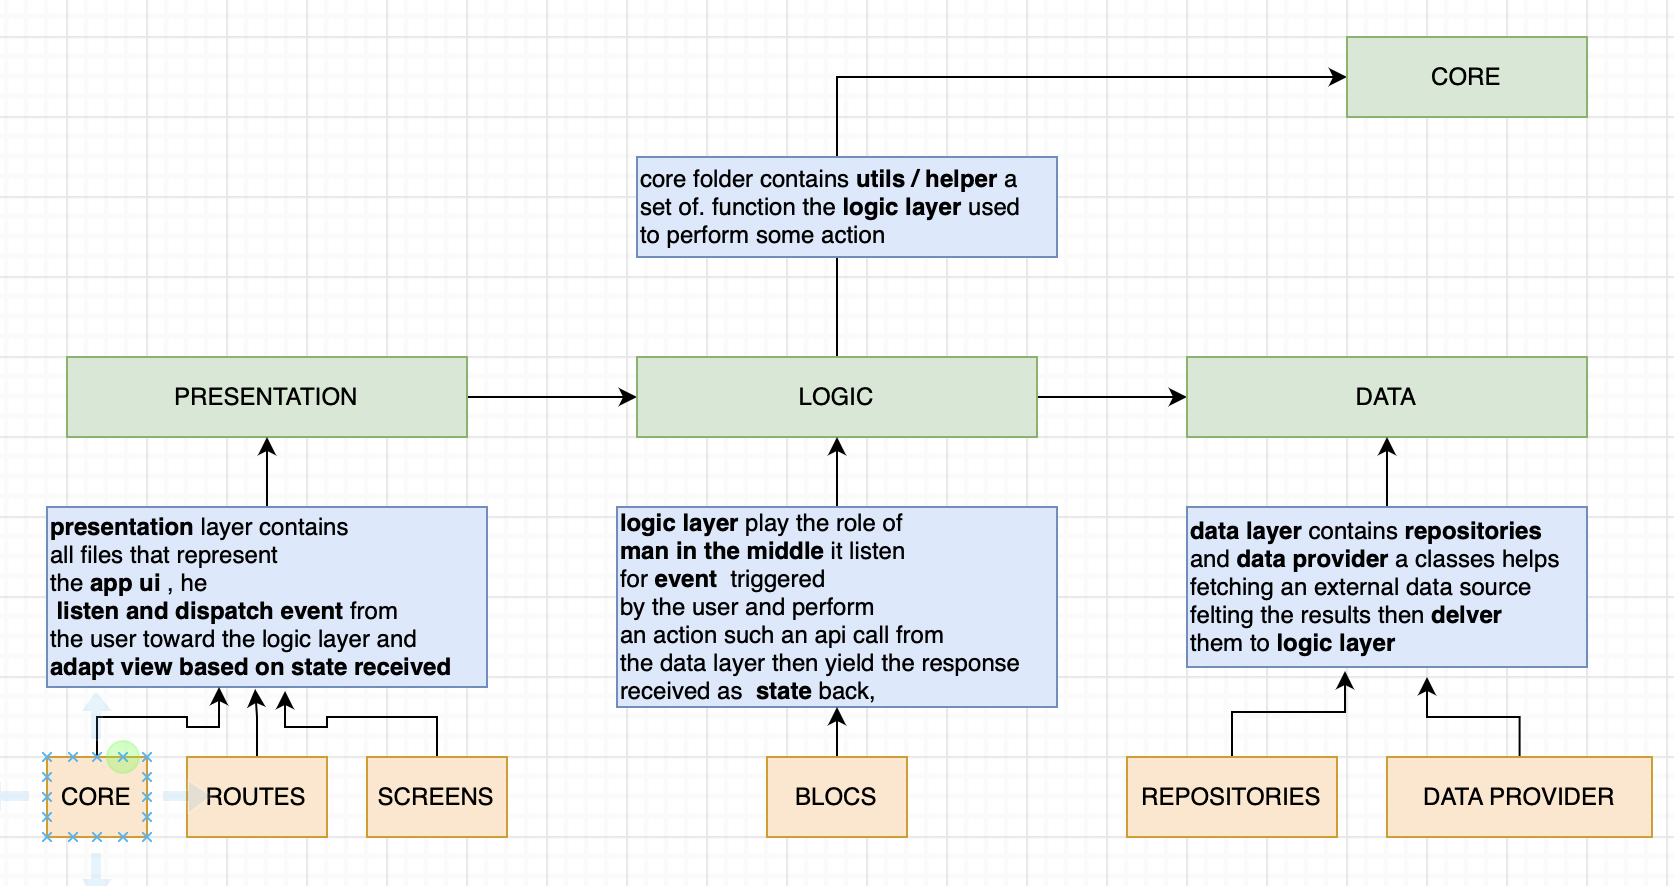 CORE
core folder contains utils / helper a
set of. function the logic layer used
to perform some action
PRESENTATION
LOGIC
DATA
presentation layer contains
all files that represent
the app ui , he
listen and dispatch event from
the user toward the logic layer and
adapt view based on state received
logic layer play the role of
man in the middle it listen
for event triggered
by the user and perform
an action such an api call from
the data layer then yield the response
received as state back,
data layer contains repositories
and data provider a classes helps
fetching an external data source
felting the results then delver
them to logic layer
CORE
ROUTES
SCREENS
BLOCS
REPOSITORIES
DATA PROVIDER